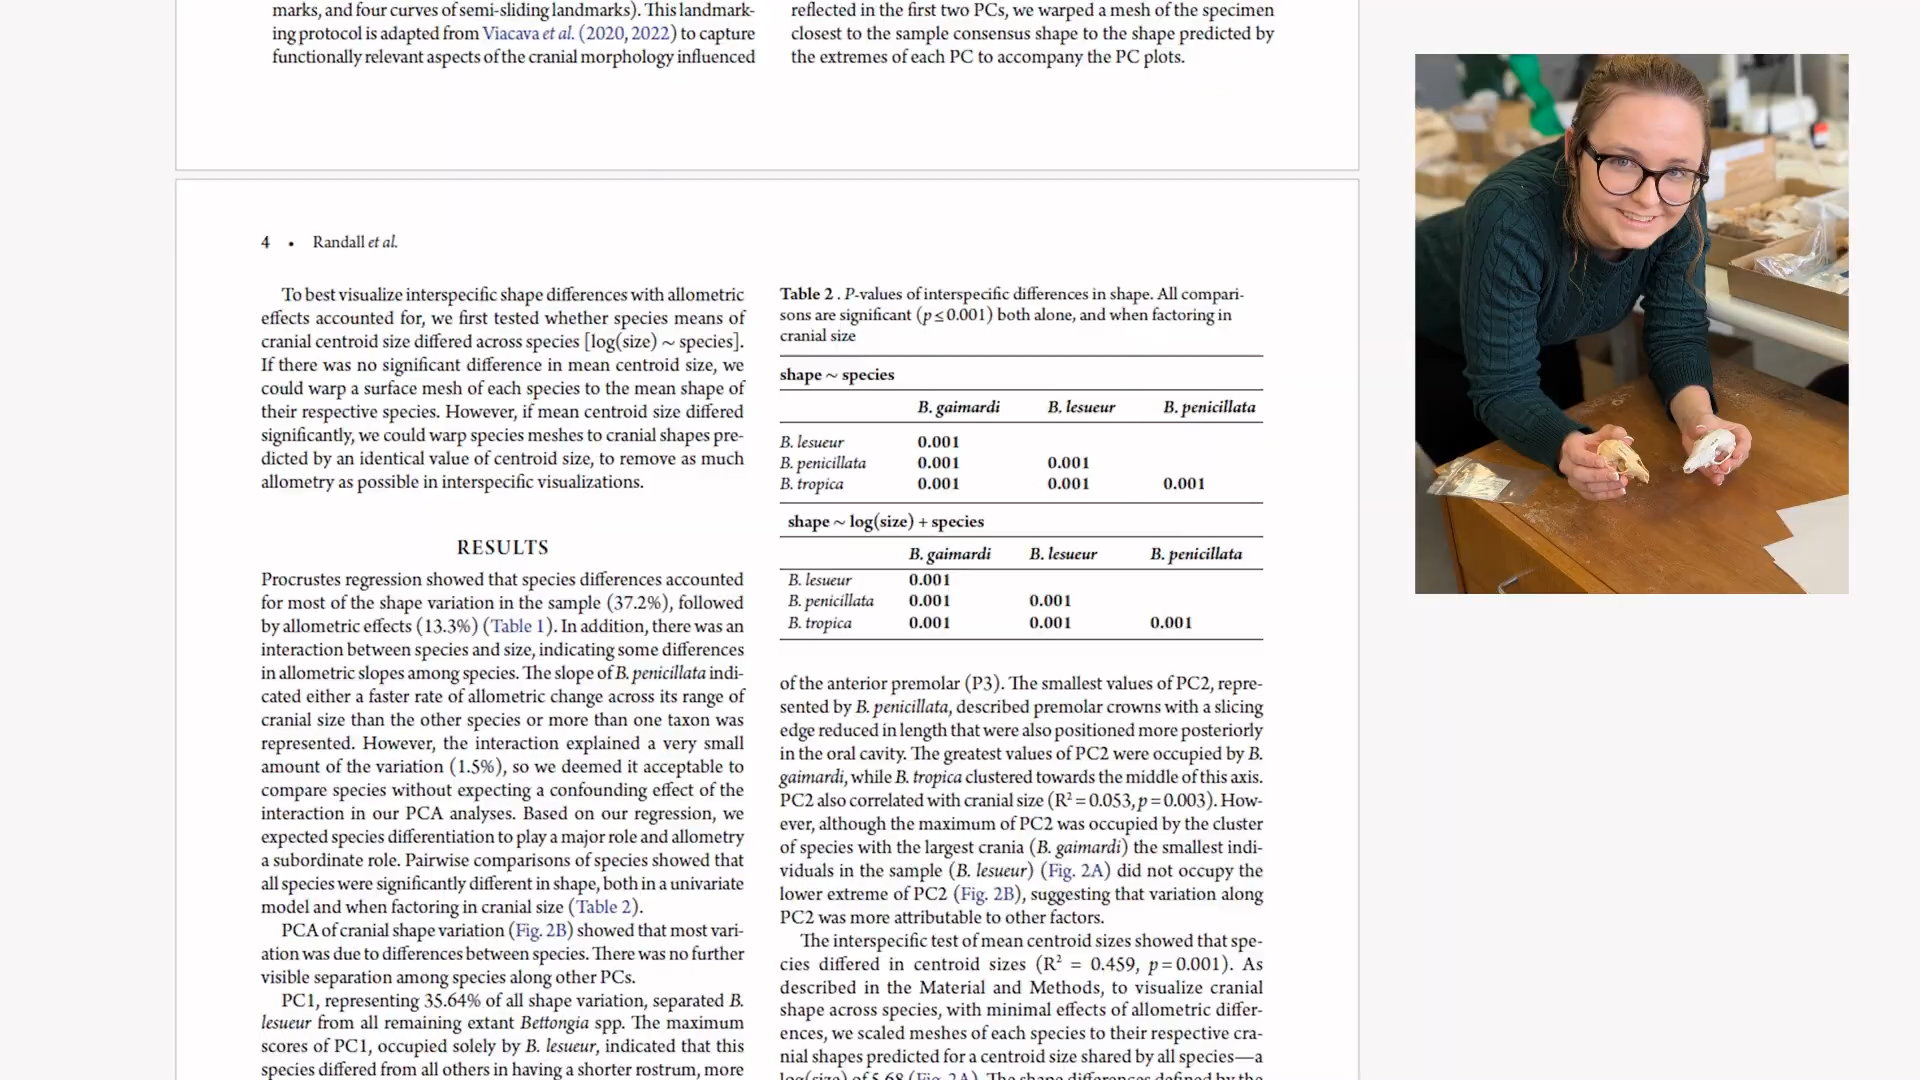 marks, and four curves of semi-sliding landmarks). This landmark-
ing protocol is adapted from Viacava et al. (2020, 2022) to capture
functionally relevant aspects of the cranial morphology influenced
reflected in the first two PCs, we warped a mesh of the specimen
closest to the sample consensus shape to the shape predicted by
the extremes of each PC to accompany the PC plots.
4 • Randall et al.
To best visualize interspecific shape differences with allometric
effects accounted for, we first tested whether species means of
cranial centroid size differed across species [log(size) ~ species].
If there was no significant difference in mean centroid size, we
could warp a surface mesh of each species to the mean shape of
their respective species. However, if mean centroid size differed
significantly, we could warp species meshes to cranial shapes pre-
dicted by an identical value of centroid size, to remove as much
allometry as possible in interspecific visualizations.
RESULTS
Procrustes regression showed that species differences accounted
for most of the shape variation in the sample (37.2%), followed
by allometric effects (13.3%) (Table 1). In addition, there was an
interaction between species and size, indicating some differences
in allometric slopes among species. The slope of B. penicillata indi-
cated either a faster rate of allometric change across its range of
cranial size than the other species or more than one taxon was
represented. However, the interaction explained a very small
amount of the variation (1.5%), so we deemed it acceptable to
compare species without expecting a confounding effect of the
interaction in our PCA analyses. Based on our regression, we
expected species differentiation to play a major role and allometry
a subordinate role. Pairwise comparisons of species showed that
all species were significantly different in shape, both in a univariate
model and when factoring in cranial size (Table 2).
PCA of cranial shape variation (Fig. 2B) showed that most vari-
ation was due to differences between species. There was no further
visible separation among species along other PCs.
PC1, representing 35.64% of all shape variation, separated B.
lesueur from all remaining extant Bettongia spp. The maximum
scores of PC1, occupied solely by B. lesueur, indicated that this
species differed from all others in having a shorter rostrum, more
Table 2 . P-values of interspecific differences in shape. All compari-
sons are significant (p ≤ 0.001) both alone, and when factoring in
cranial size
shape ~ species
B. gaimardi B. lesueur B. penicillata
B. lesueur 0.001
B. penicillata 0.001 0.001
B. tropica 0.001 0.001 0.001
shape ~ log(size) + species
B. gaimardi B. lesueur B. penicillata
B. lesueur 0.001
B. penicillata 0.001 0.001
B. tropica 0.001 0.001 0.001
of the anterior premolar (P3). The smallest values of PC2, repre-
sented by B. penicillata, described premolar crowns with a slicing
edge reduced in length that were also positioned more posteriorly
in the oral cavity. The greatest values of PC2 were occupied by B.
gaimardi, while B. tropica clustered towards the middle of this axis.
PC2 also correlated with cranial size (R² = 0.053, p = 0.003). How-
ever, although the maximum of PC2 was occupied by the cluster
of species with the largest crania (B. gaimardi) the smallest indi-
viduals in the sample (B. lesueur) (Fig. 2A) did not occupy the
lower extreme of PC2 (Fig. 2B), suggesting that variation along
PC2 was more attributable to other factors.
The interspecific test of mean centroid sizes showed that spe-
cies differed in centroid sizes (R² = 0.459, p = 0.001). As
described in the Material and Methods, to visualize cranial
shape across species, with minimal effects of allometric differ-
ences, we scaled meshes of each species to their respective cra-
nial shapes predicted for a centroid size shared by all species—a
log(size) of 5.68 (Fig. 2A). The shape differences defined by the